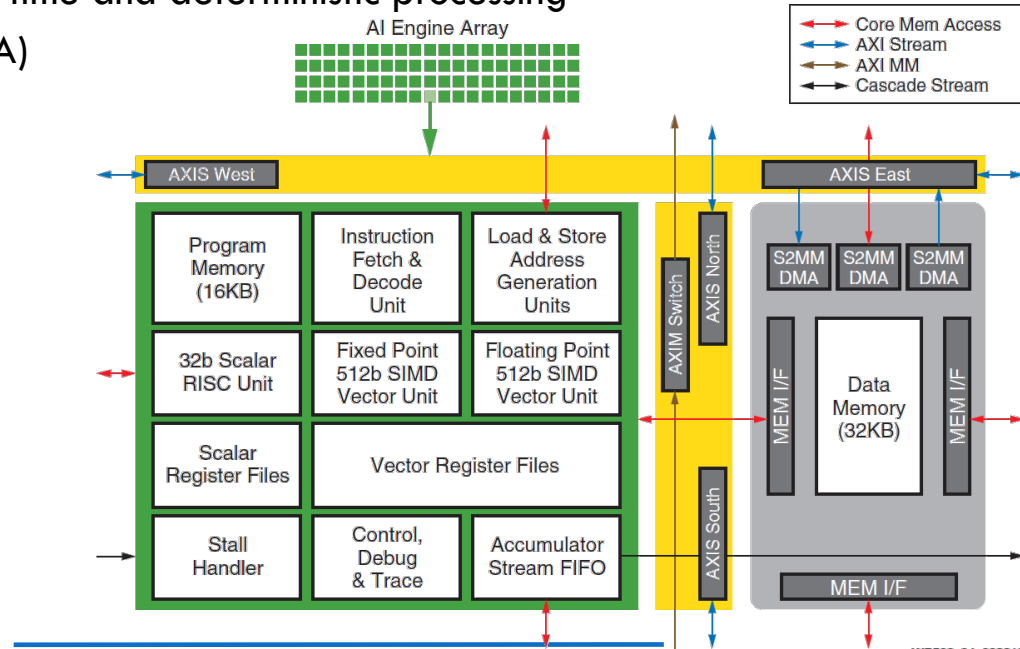 time and deterministic processing
A)
AI Engine Array
Core Mem Access
AXI Stream
AXI MM
Cascade Stream
AXIS West
AXIS East
Program
Memory
(16KB)
Instruction
Fetch &
Decode
Unit
Load & Store
Address
Generation
Units
32b Scalar
RISC Unit
Fixed Point
512b SIMD
Vector Unit
Floating Point
512b SIMD
Vector Unit
Scalar
Register Files
Vector Register Files
Stall
Handler
Control,
Debug
& Trace
Accumulator
Stream FIFO
AXIM Switch
AXIS North
AXIS South
S2MM
DMA
S2MM
DMA
S2MM
DMA
MEM I/F
Data
Memory
(32KB)
MEM I/F
MEM I/F